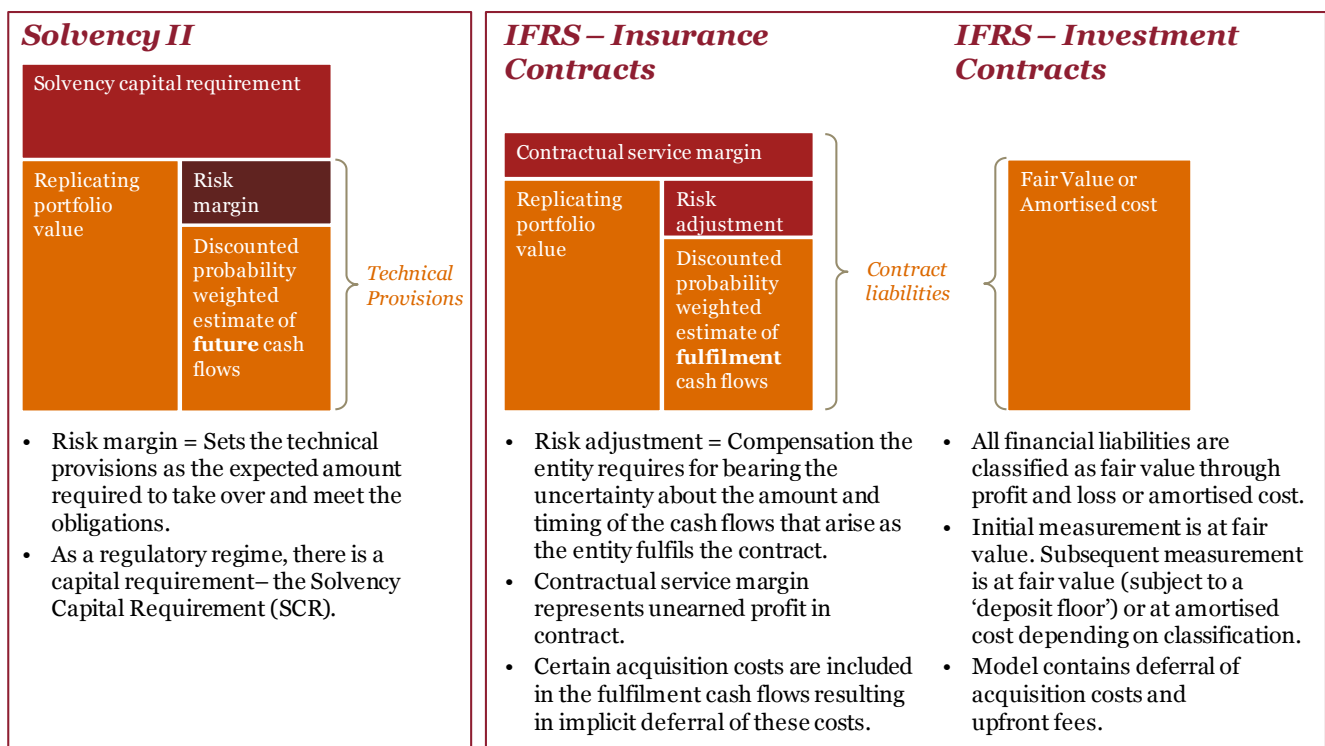 Solvency II
Solvency capital requirement
Replicating
portfolio
value
Risk
margin
Discounted
probability
weighted
estimate of
future cash
flows
Technical
Provisions
• Risk margin = Sets the technical
provisions as the expected amount
required to take over and meet the
obligations.
• As a regulatory regime, there is a
capital requirement– the Solvency
Capital Requirement (SCR).
IFRS – Insurance
Contracts
Contractual service margin
Replicating
portfolio
value
Risk
adjustment
Discounted
probability
weighted
estimate of
fulfilment
cash flows
Contract
liabilities
• Risk adjustment = Compensation the
entity requires for bearing the
uncertainty about the amount and
timing of the cash flows that arise as
the entity fulfils the contract.
• Contractual service margin
represents unearned profit in
contract.
• Certain acquisition costs are included
in the fulfilment cash flows resulting
in implicit deferral of these costs.
IFRS – Investment
Contracts
Fair Value or
Amortised cost
• All financial liabilities are
classified as fair value through
profit and loss or amortised cost.
• Initial measurement is at fair
value. Subsequent measurement
is at fair value (subject to a
‘deposit floor’) or at amortised
cost depending on classification.
• Model contains deferral of
acquisition costs and
upfront fees.